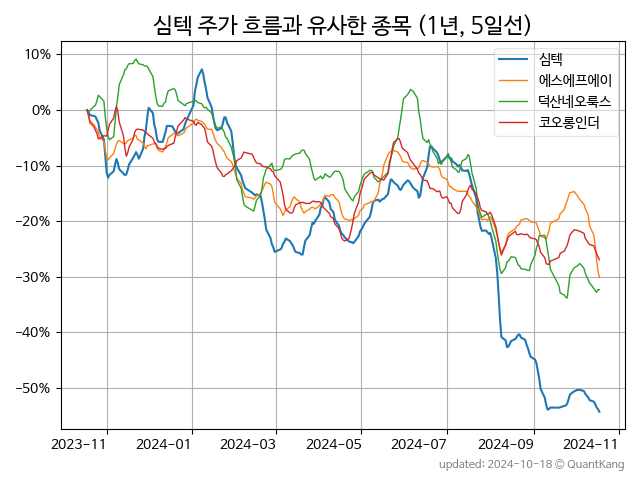 심텍 주가 흐름과 유사한 종목 (1년, 5일선)
심텍
에스에프에이
덕산네오룩스
코오롱인더
10%
0%
−10%
−20%
−30%
−40%
−50%
2023-11 2024-01 2024-03 2024-05 2024-07 2024-09 2024-11
updated: 2024-10-18 © QuantKang